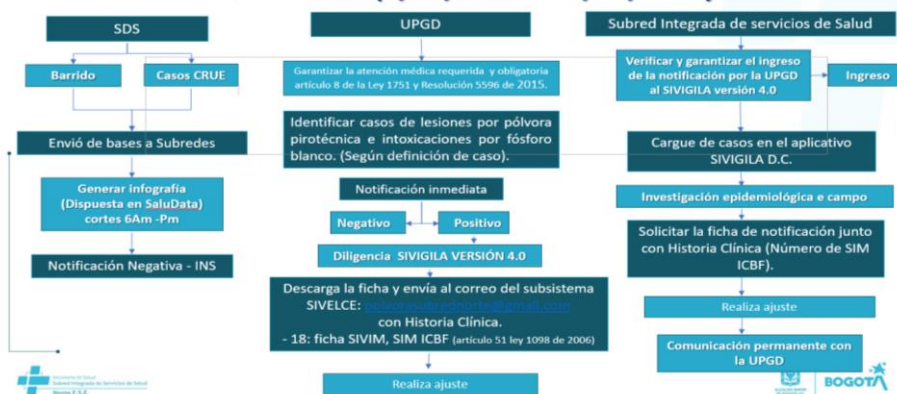 SDS
Barrido
Casos CRUE
Envió de bases a Subredes
Generar infografía
(Dispuesta en SaluData)
cortes 6Am -Pm
Notificación Negativa - INS
UPGD
Garantizar la atención médica requerida y obligatoria
artículo 8 de la Ley 1751 y Resolución 5596 de 2015.
Identificar casos de lesiones por pólvora
pirotécnica e intoxicaciones por fósforo
blanco. (Según definición de caso).
Notificación inmediata
Negativo
Positivo
Diligencia SIVIGILA VERSIÓN 4.0
Descarga la ficha y envía al correo del subsistema
SIVELCE: polvorasubrednorte@gmail.com
con Historia Clínica.
- 18: ficha SIVIM, SIM ICBF (artículo 51 ley 1098 de 2006)
Realiza ajuste
Subred Integrada de servicios de Salud
Verificar y garantizar el ingreso
de la notificación por la UPGD
al SIVIGILA versión 4.0
Ingreso
Cargue de casos en el aplicativo
SIVIGILA D.C.
Investigación epidemiológica e campo
Solicitar la ficha de notificación junto
con Historia Clínica (Número de SIM
ICBF).
Realiza ajuste
Comunicación permanente con
la UPGD
Secretaría de Salud
Subred Integrada de Servicios de Salud
Norte E.S.E.
BOGOTÁ